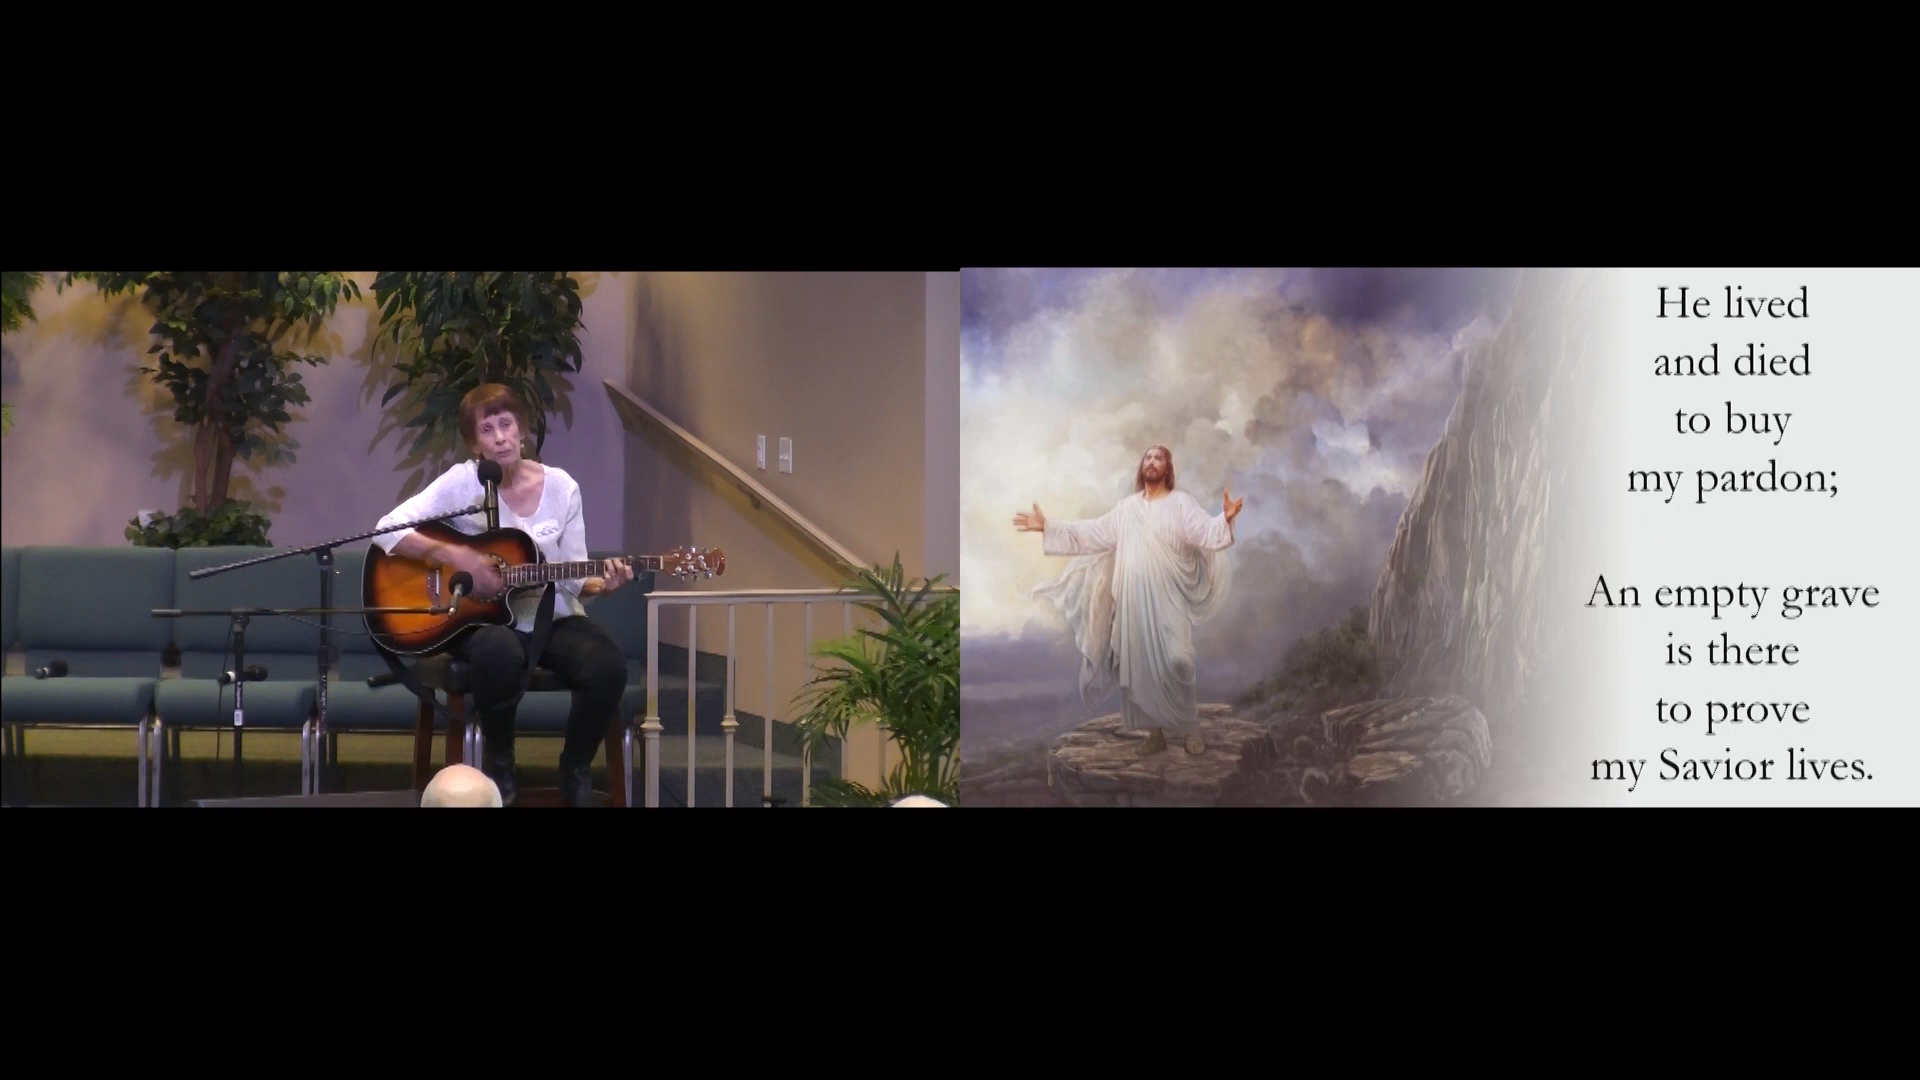 He lived
and died
to buy
my pardon;
An empty grave
is there
to prove
my Savior lives.